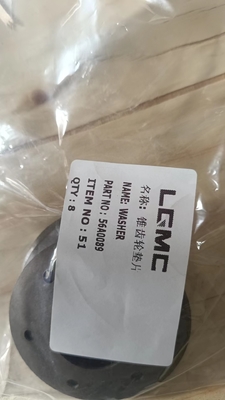 LGMC
名称: 锥齿轮垫片
NAME: WASHER
PART NO : 56A0089
ITEM NO : 51
QTY : 8